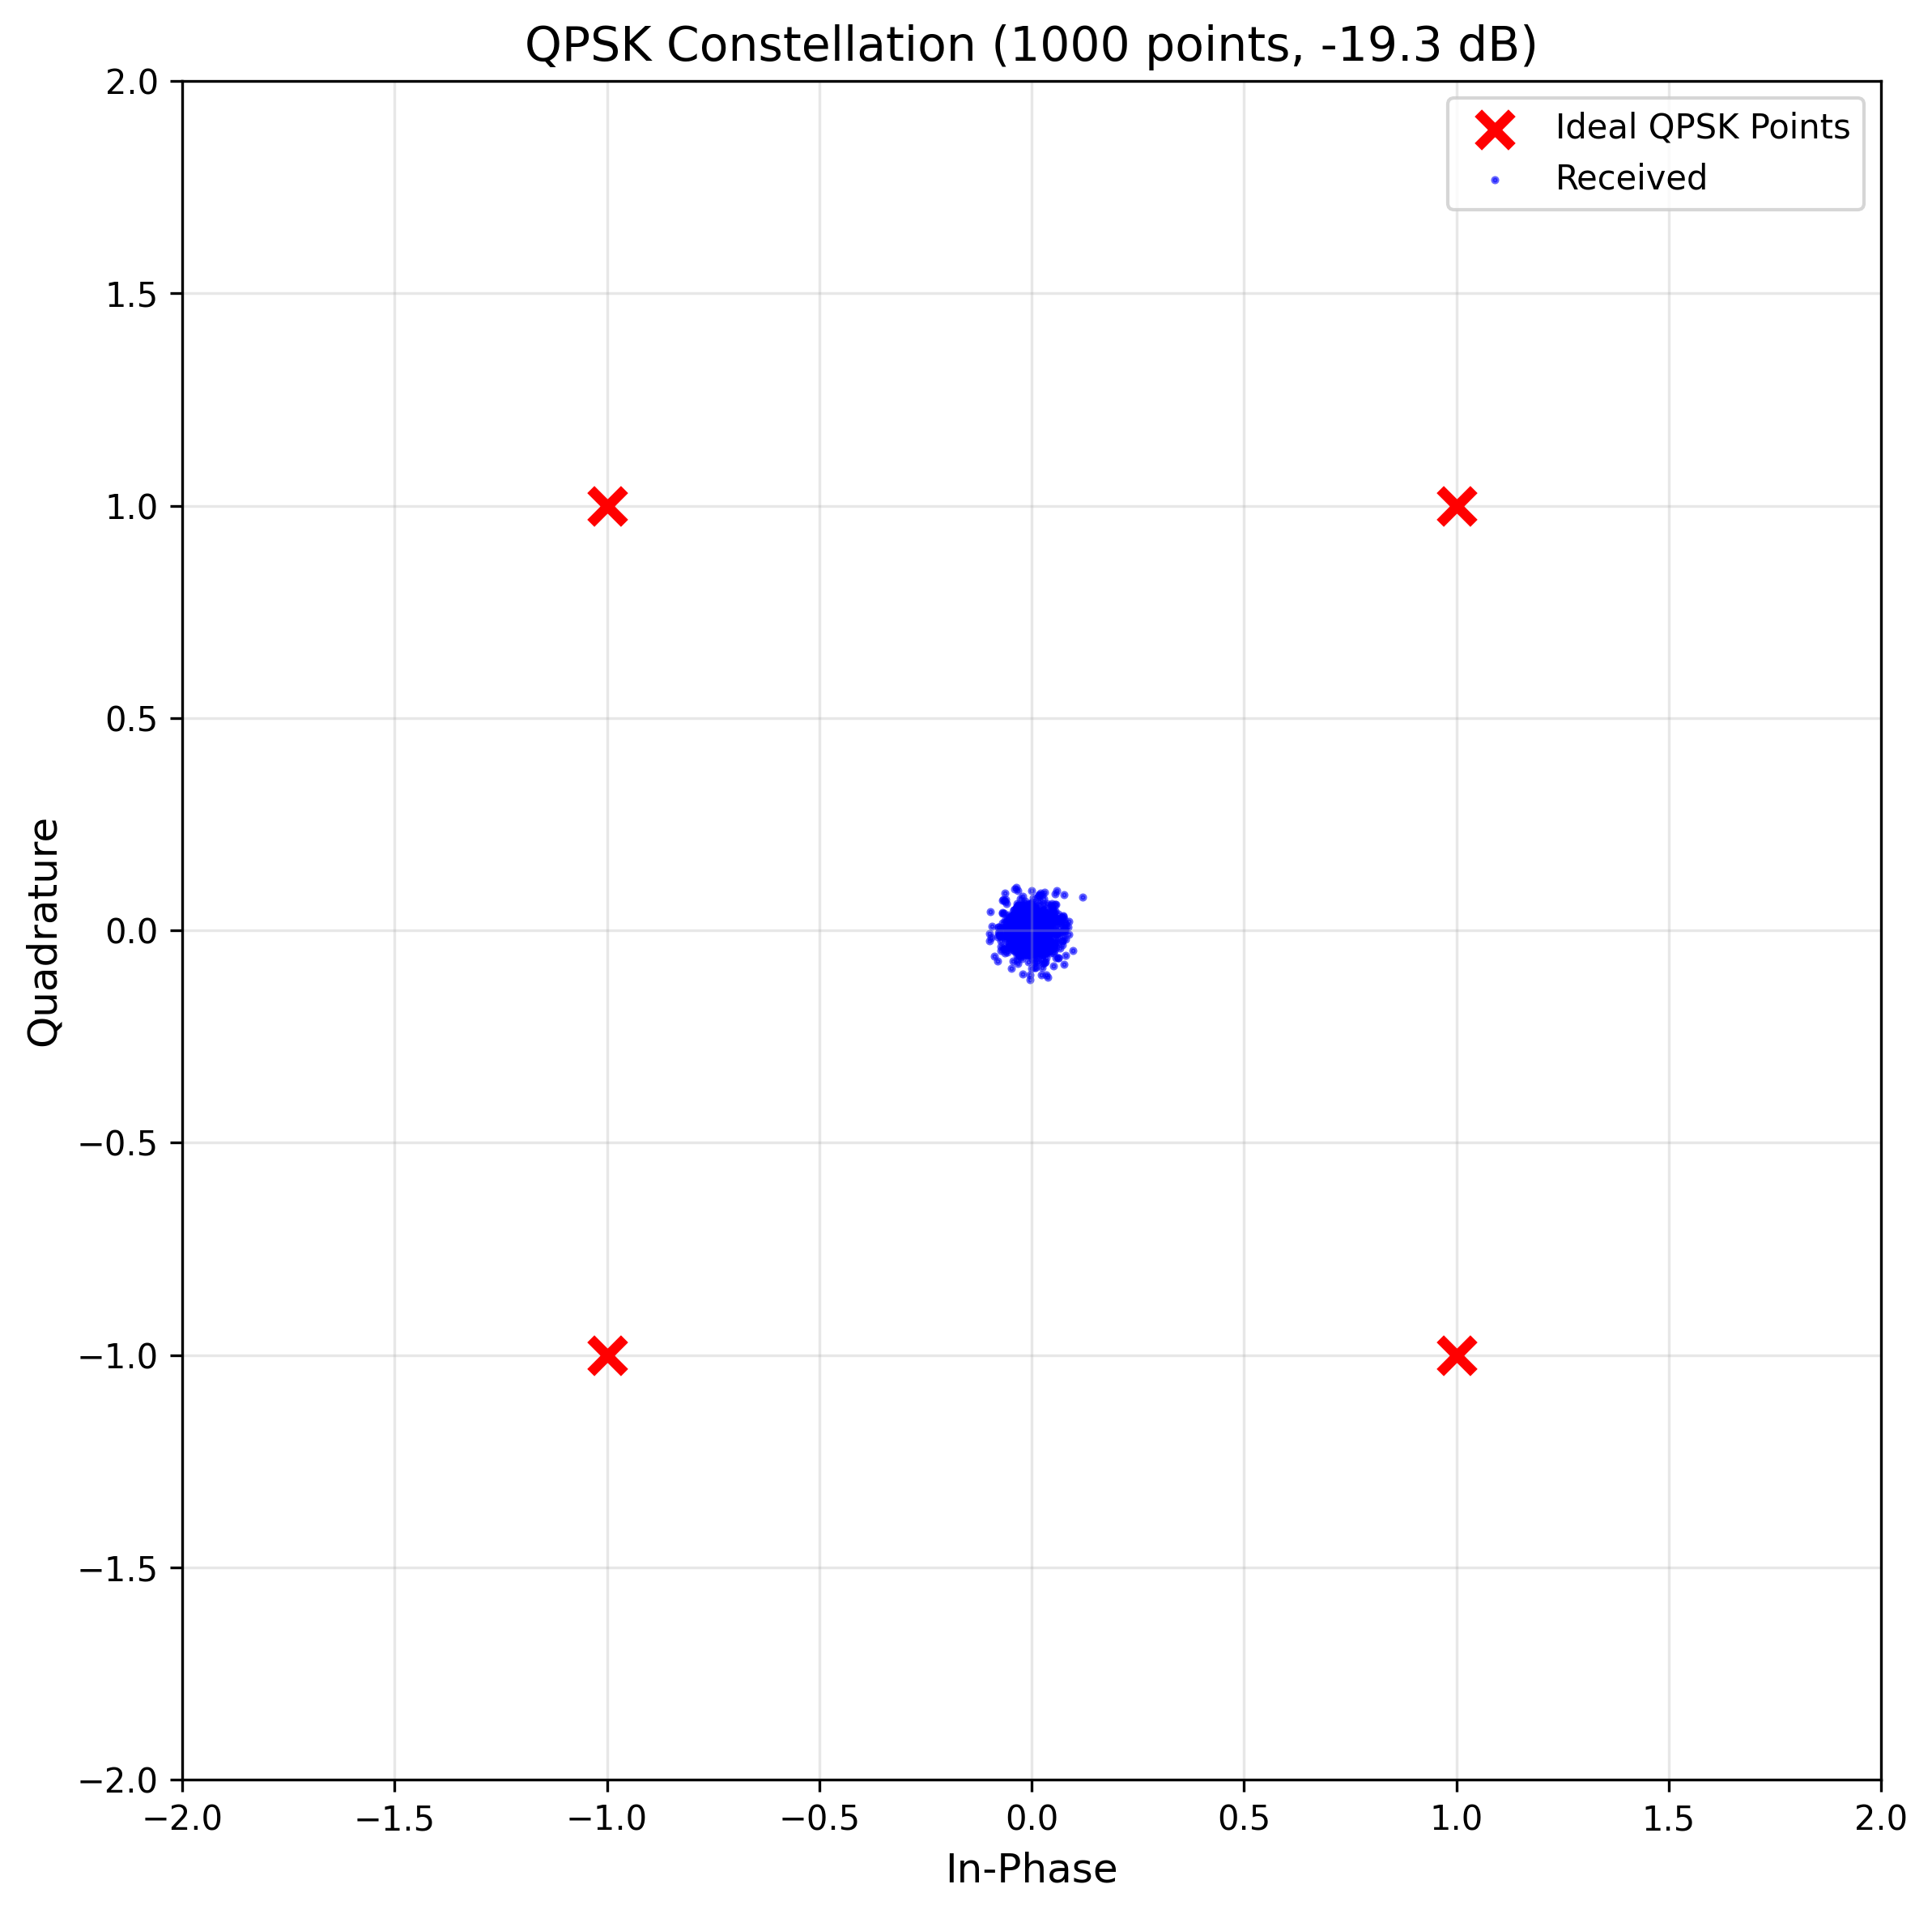 QPSK Constellation (1000 points, -19.3 dB)
Ideal QPSK Points
Received
2.0
1.5
1.0
0.5
0.0
−0.5
−1.0
−1.5
−2.0
Quadrature
−2.0 −1.5 −1.0 −0.5 0.0 0.5 1.0 1.5 2.0
In-Phase